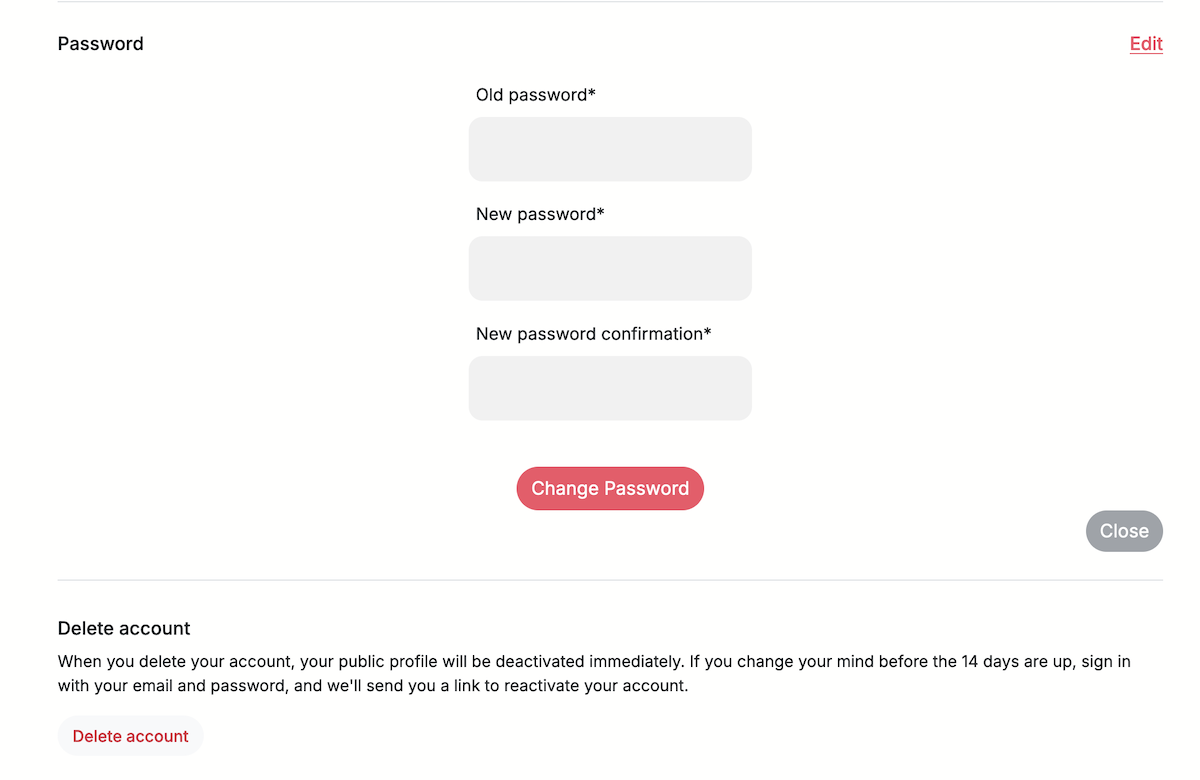 Password
Edit
Old password*
New password*
New password confirmation*
Change Password
Close
Delete account
When you delete your account, your public profile will be deactivated immediately. If you change your mind before the 14 days are up, sign in
with your email and password, and we'll send you a link to reactivate your account.
Delete account